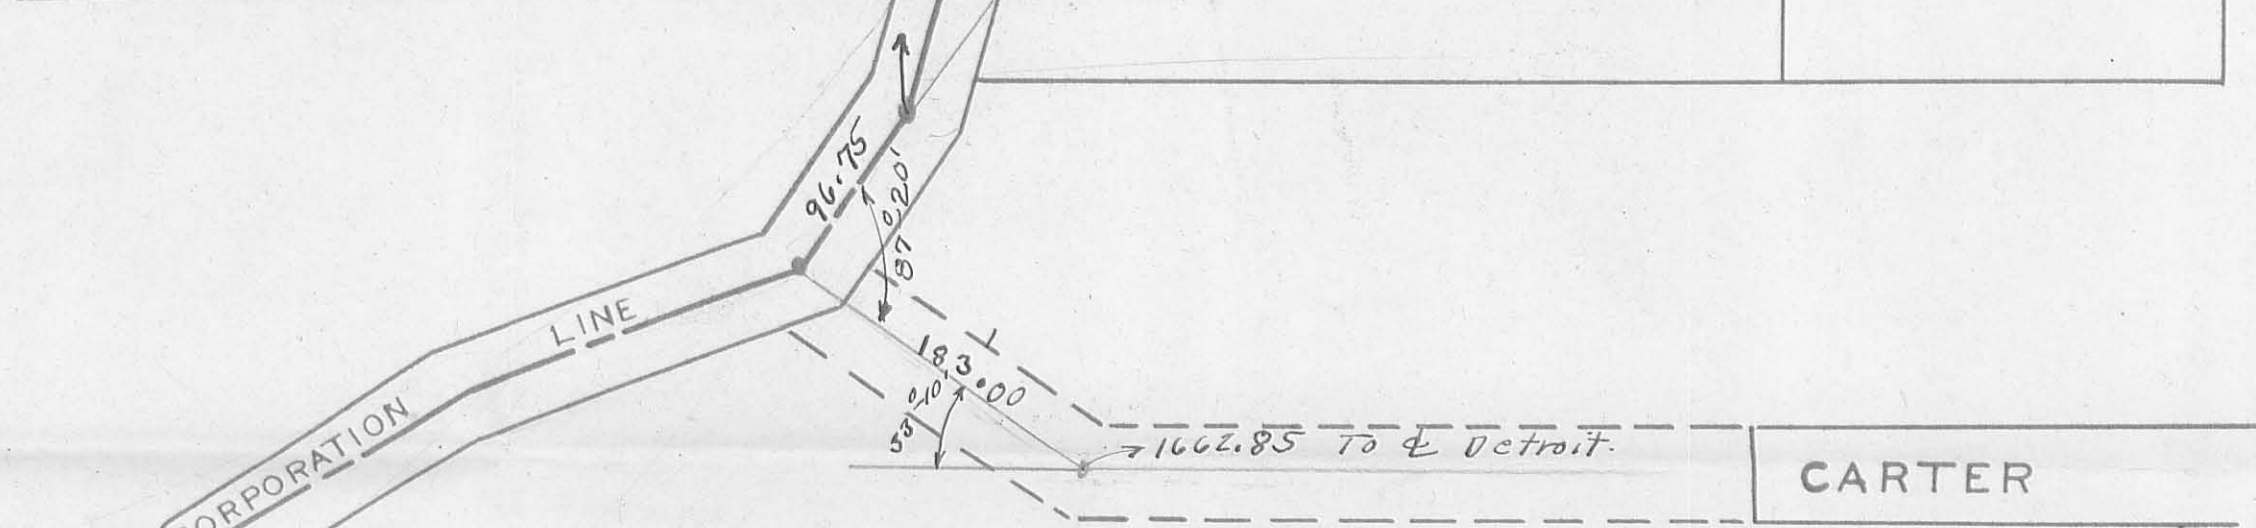 96.75
87°20'
LINE
183.00
53°10'
CORPORATION
1662.85 To ℄ Detroit.
CARTER